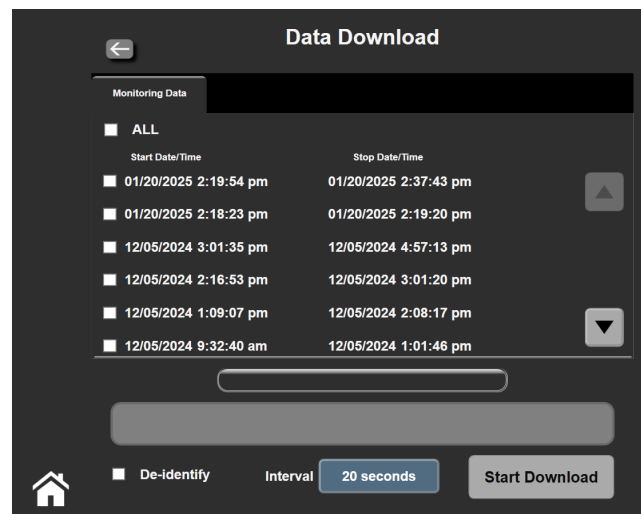 Data Download
Monitoring Data
ALL
Start Date/Time Stop Date/Time
01/20/2025 2:19:54 pm 01/20/2025 2:37:43 pm
01/20/2025 2:18:23 pm 01/20/2025 2:19:20 pm
12/05/2024 3:01:35 pm 12/05/2024 4:57:13 pm
12/05/2024 2:16:53 pm 12/05/2024 3:01:20 pm
12/05/2024 1:09:07 pm 12/05/2024 2:08:17 pm
12/05/2024 9:32:40 am 12/05/2024 1:01:46 pm
De-identify Interval 20 seconds Start Download